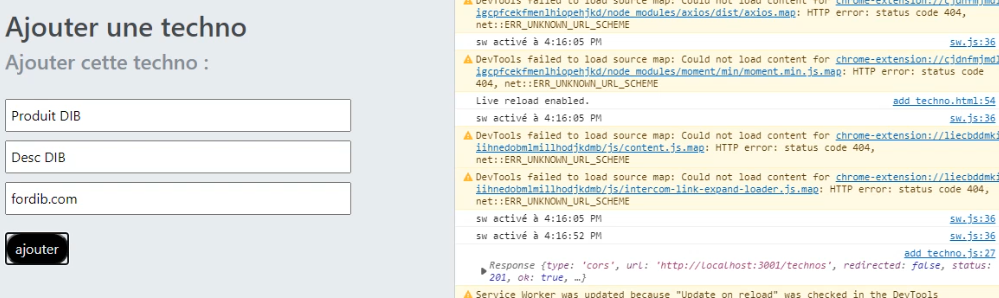 Ajouter une techno
Ajouter cette techno :
Produit DIB
Desc DIB
fordib.com
ajouter
DevTools failed to load source map: Could not load content for chrome-extension://cjdnfmjmdl
igcpfcekfmenlhiopehjkd/node_modules/axios/dist/axios.map: HTTP error: status code 404,
net::ERR_UNKNOWN_URL_SCHEME
sw activé à 4:16:05 PM sw.js:36
DevTools failed to load source map: Could not load content for chrome-extension://cjdnfmjmdl
igcpfcekfmenlhiopehjkd/node_modules/moment/min/moment.min.js.map: HTTP error: status code
404, net::ERR_UNKNOWN_URL_SCHEME
Live reload enabled. add_techno.html:54
sw activé à 4:16:05 PM sw.js:36
DevTools failed to load source map: Could not load content for chrome-extension://liecbddmki
iihnedobmlmillhodjkdmb/js/content.js.map: HTTP error: status code 404,
net::ERR_UNKNOWN_URL_SCHEME
DevTools failed to load source map: Could not load content for chrome-extension://liecbddmki
iihnedobmlmillhodjkdmb/js/intercom-link-expand-loader.js.map: HTTP error: status code 404,
net::ERR_UNKNOWN_URL_SCHEME
sw activé à 4:16:05 PM sw.js:36
sw activé à 4:16:52 PM sw.js:36
add_techno.js:27
Response {type: 'cors', url: 'http://localhost:3001/technos', redirected: false, status:
201, ok: true, …}
Service Worker was updated because "Update on reload" was checked in the DevTools